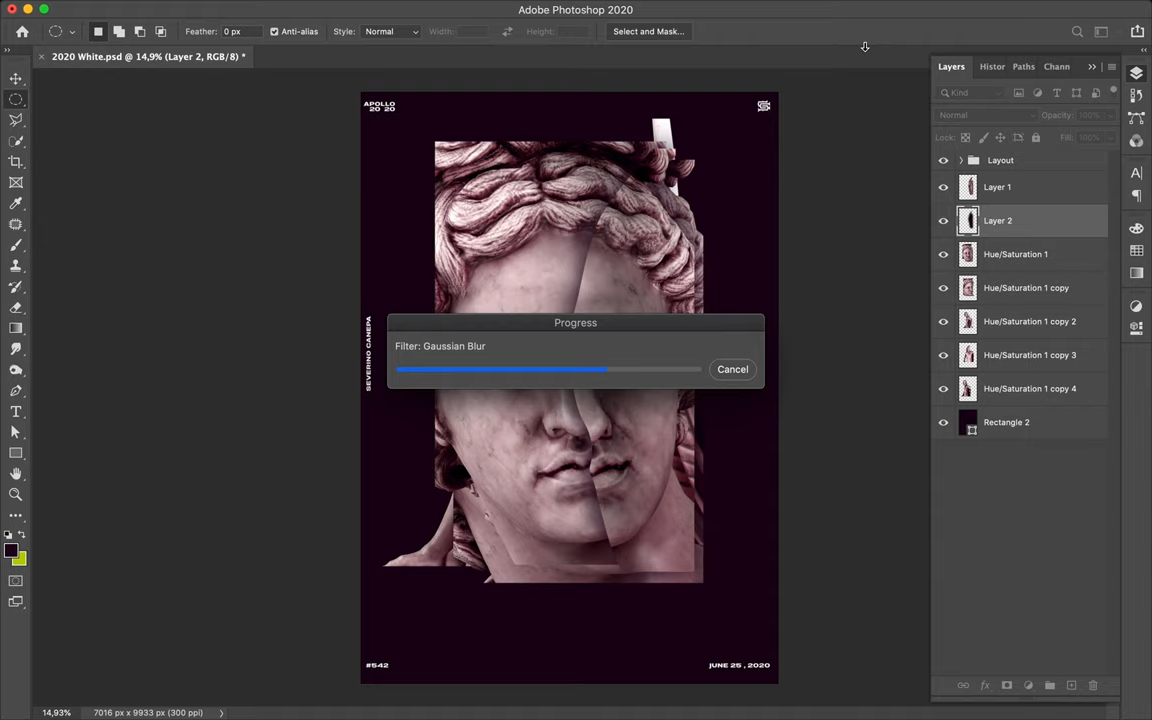 Adobe Photoshop 2020
Feather: 0 px
Anti-alias
Style: Normal
Width:
Height:
Select and Mask...
2020 White.psd @ 14,9% (Layer 2, RGB/8) *
APOLLO
20 20
SEVERINO CANEPA
Progress
Filter: Gaussian Blur
Cancel
#542
JUNE 25 , 2020
Layers Histor Paths Chann
Kind
Normal Opacity: 100%
Lock: Fill: 100%
Layout
Layer 1
Layer 2
Hue/Saturation 1
Hue/Saturation 1 copy
Hue/Saturation 1 copy 2
Hue/Saturation 1 copy 3
Hue/Saturation 1 copy 4
Rectangle 2
14,93% 7016 px x 9933 px (300 ppi)